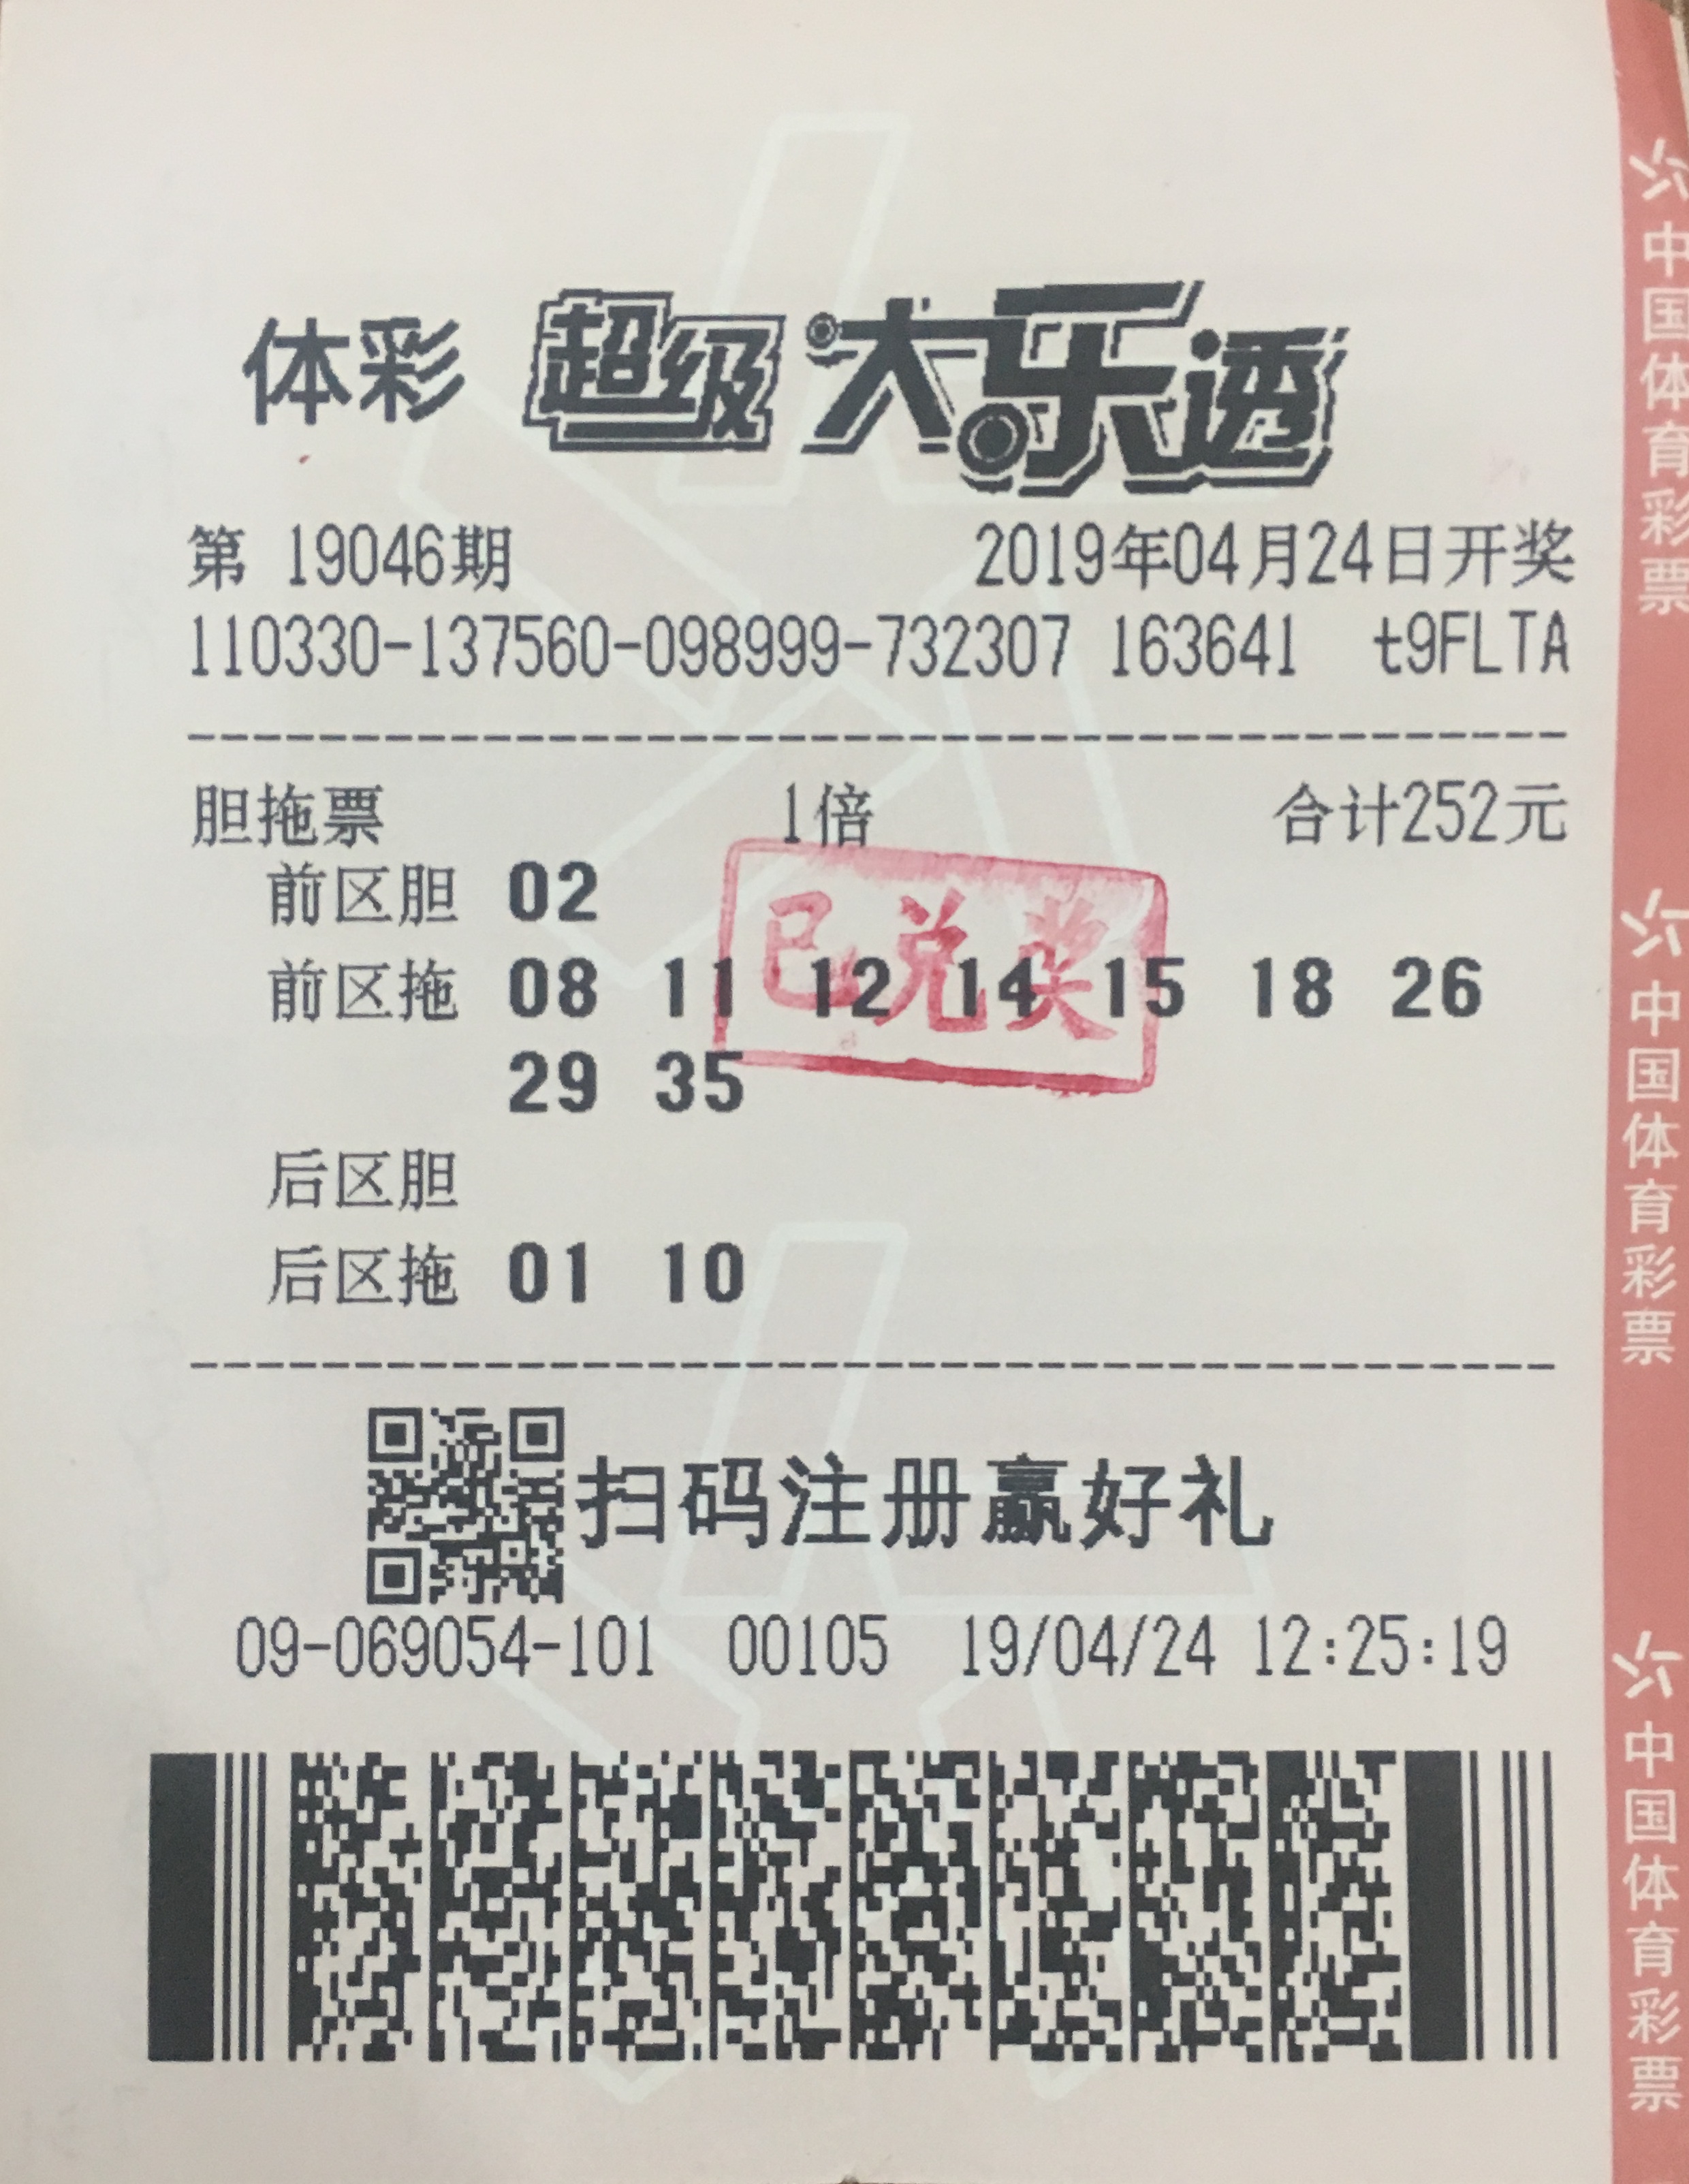 体彩 超级大乐透
第 19046期 2019年04月24日开奖
110330-137560-098999-732307 163641 t9FLTA
胆拖票 1倍 合计252元
前区胆 02
前区拖 08 11 12 14 15 18 26
29 35
已兑奖
后区胆
后区拖 01 10
扫码注册赢好礼
09-069054-101 00105 19/04/24 12:25:19
中国体育彩票
中国体育彩票
中国体育彩票